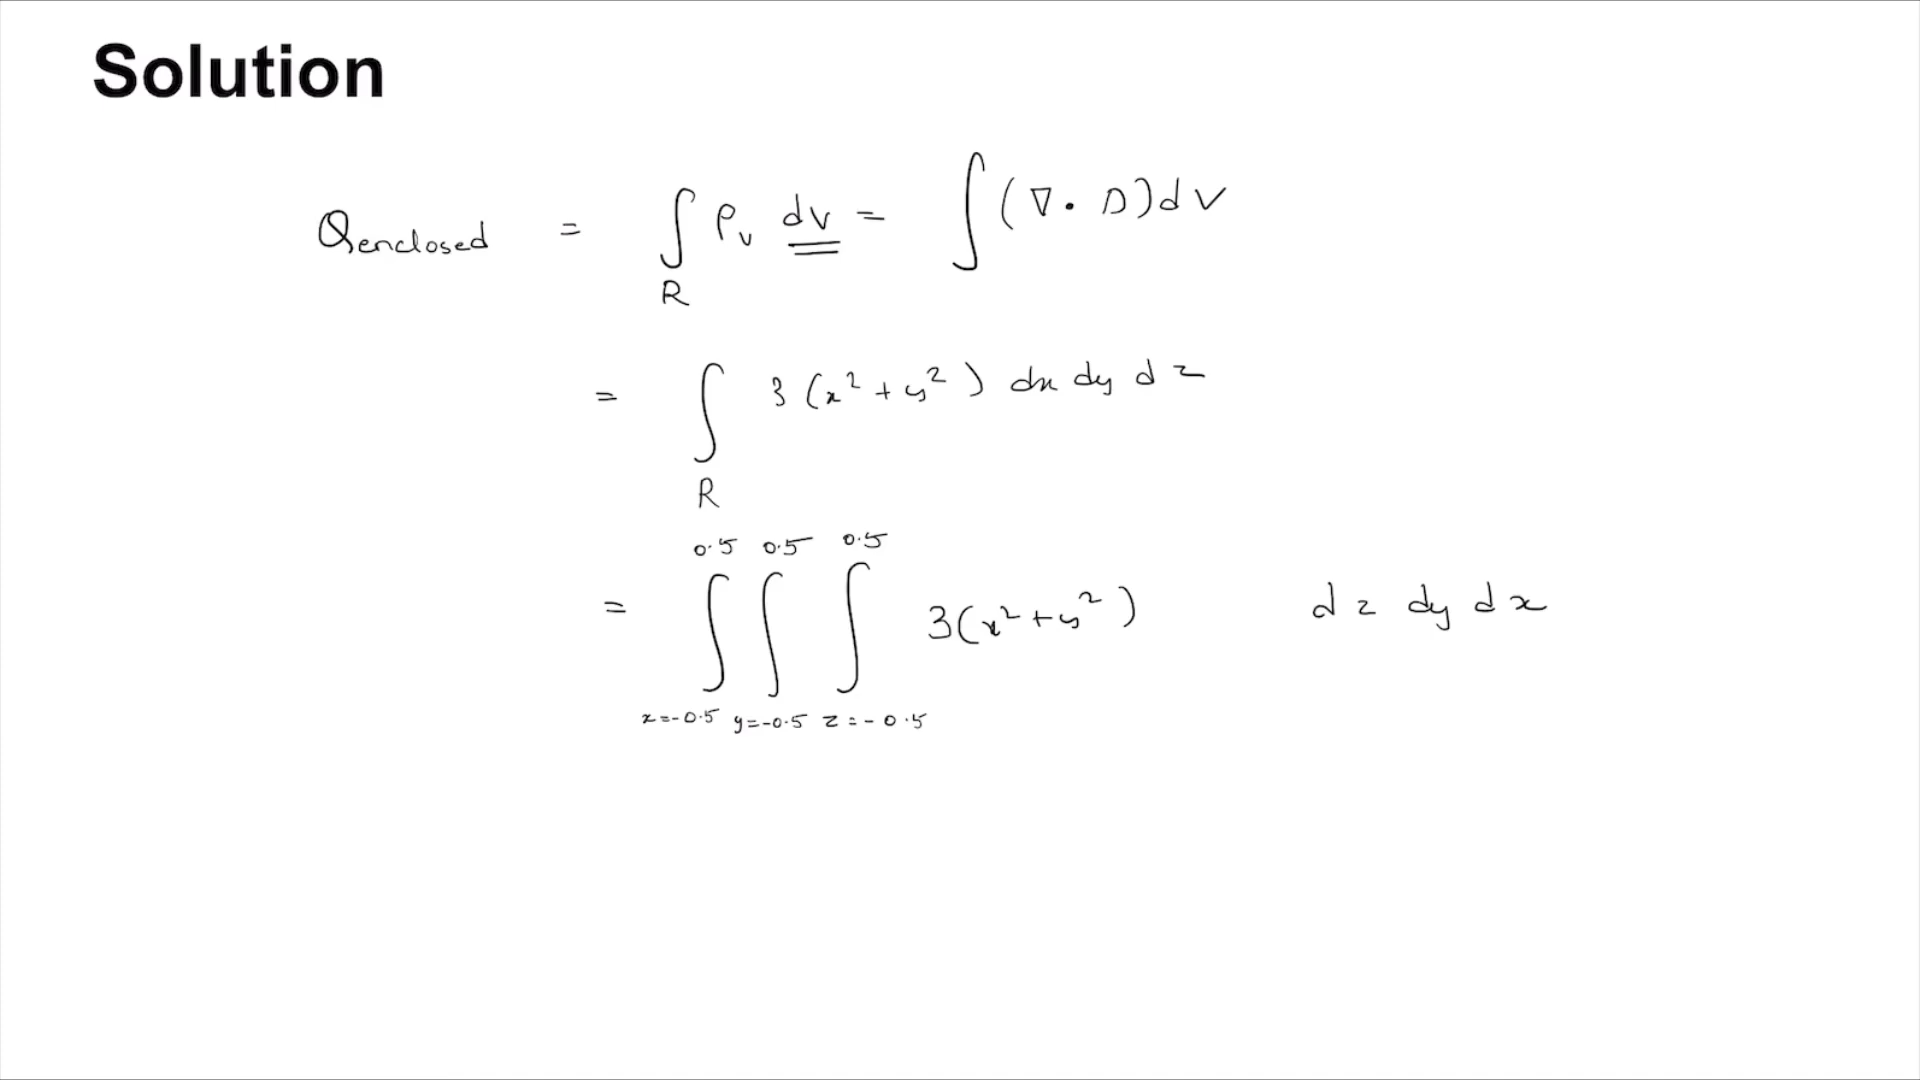 Solution
Qenclosed = ∫ ρᵥ dv = ∫ (∇ · D) dV
R
= ∫ 3 (x² + y²) dx dy dz
R
0.5 0.5 0.5
= ∫ ∫ ∫ 3(x² + y²) dz dy dx
x=-0.5 y=-0.5 z=-0.5